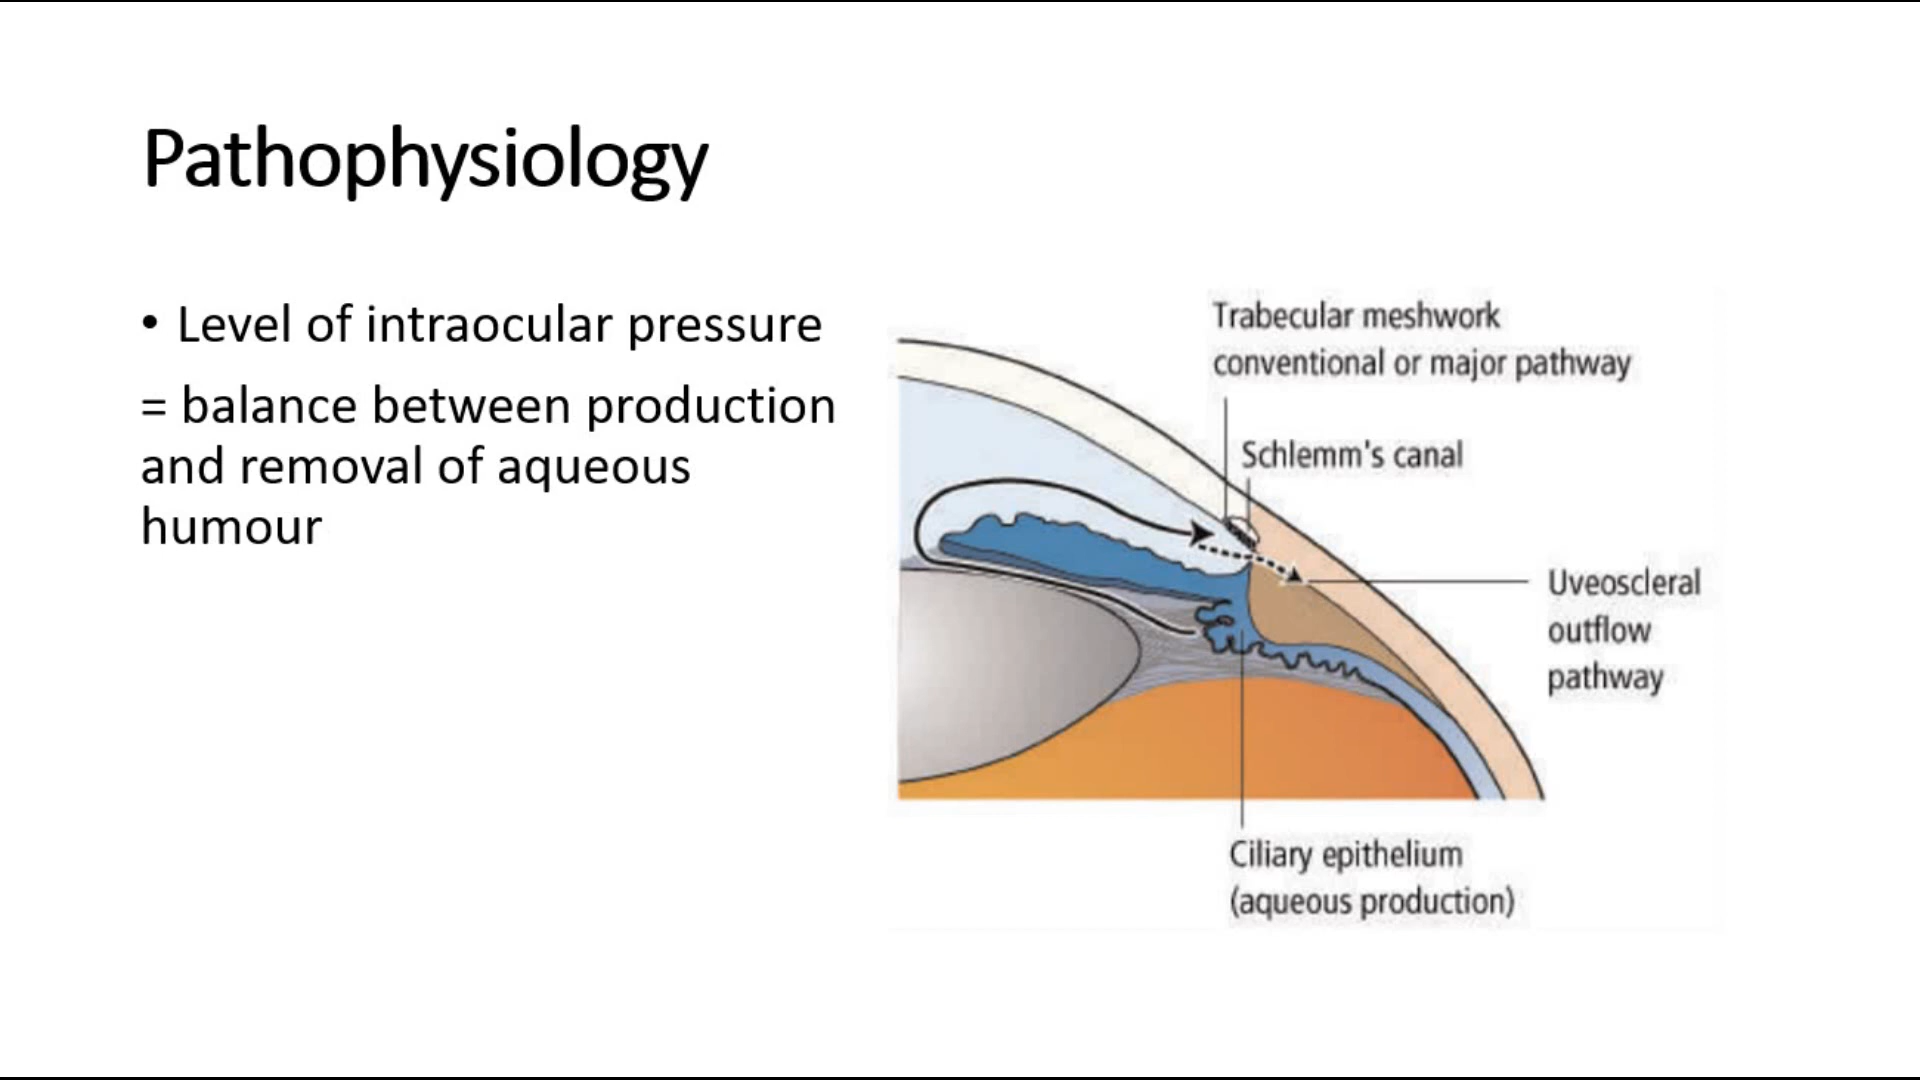 Pathophysiology
• Level of intraocular pressure
= balance between production
and removal of aqueous
humour
Trabecular meshwork
conventional or major pathway
Schlemm's canal
Uveoscleral
outflow
pathway
Ciliary epithelium
(aqueous production)